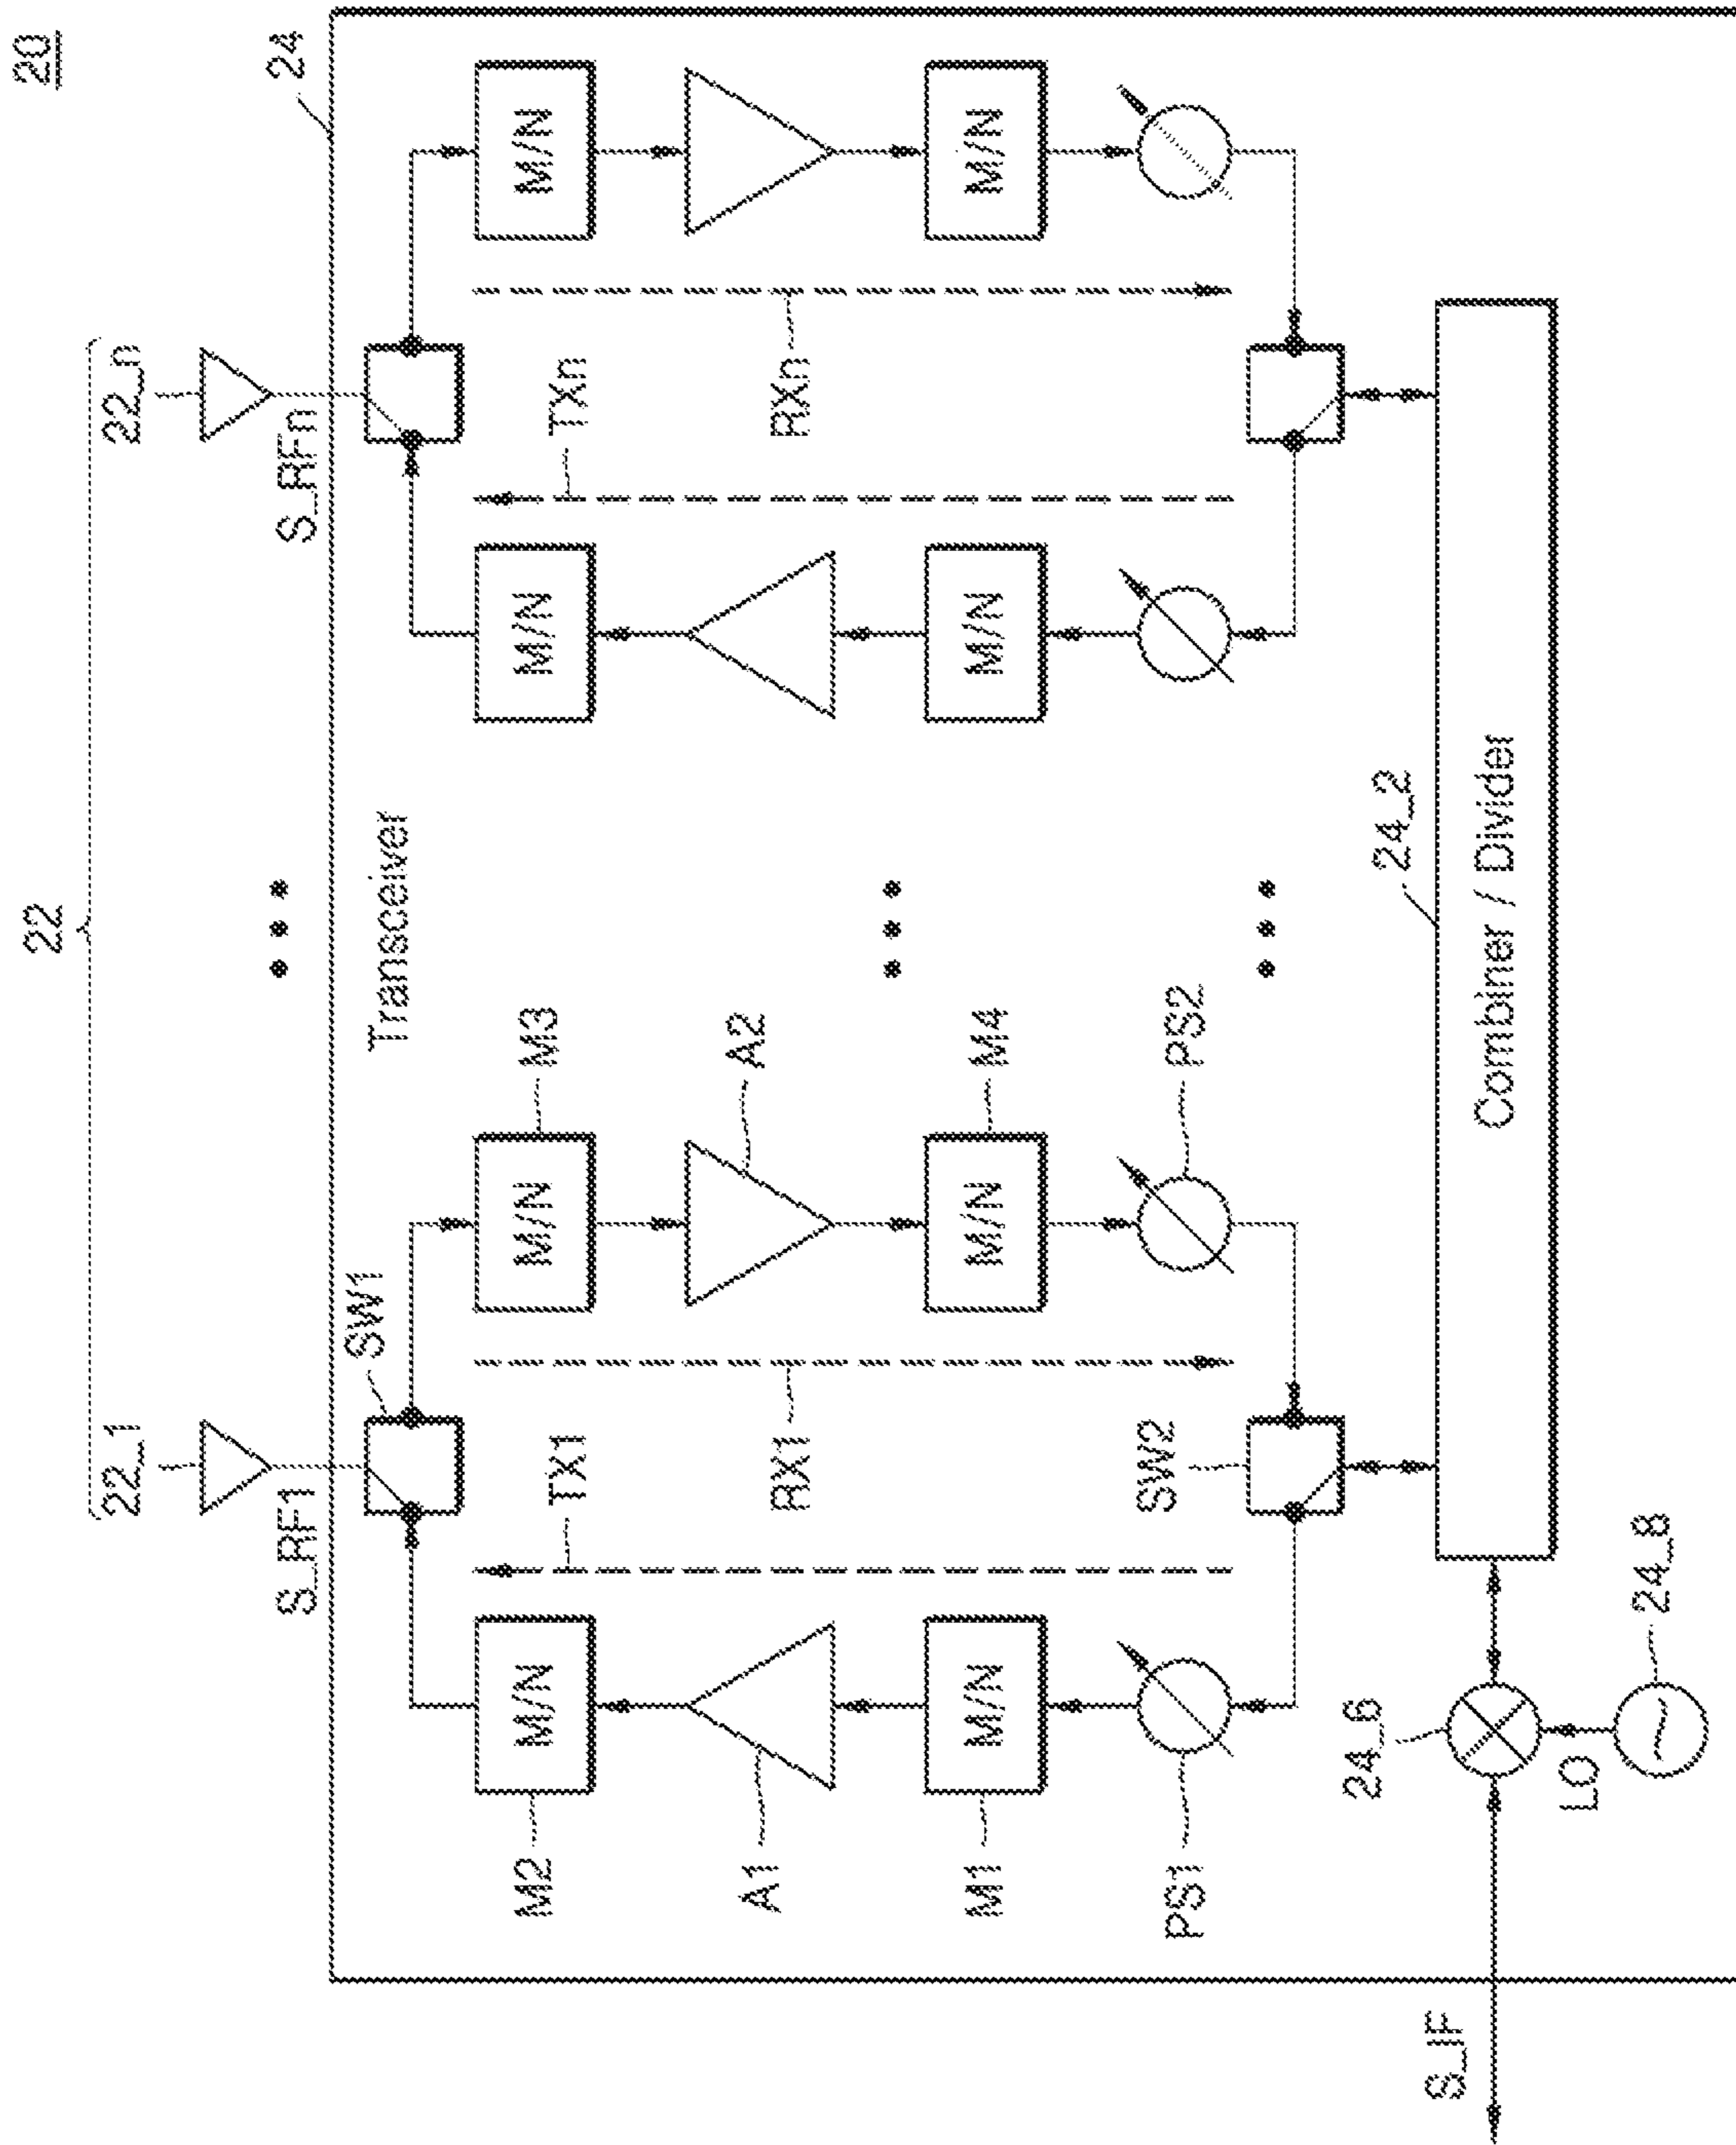 20
22
22_1
22_n
S_RF1
S_RFn
24
Transceiver
SW1
M2
M/N
M3
M/N
M/N
M/N
TX1
TXn
A1
A2
RX1
RXn
M1
M/N
M4
M/N
M/N
M/N
PS1
SW2
PS2
24_2
Combiner / Divider
24_6
S_IF
LO
24_8